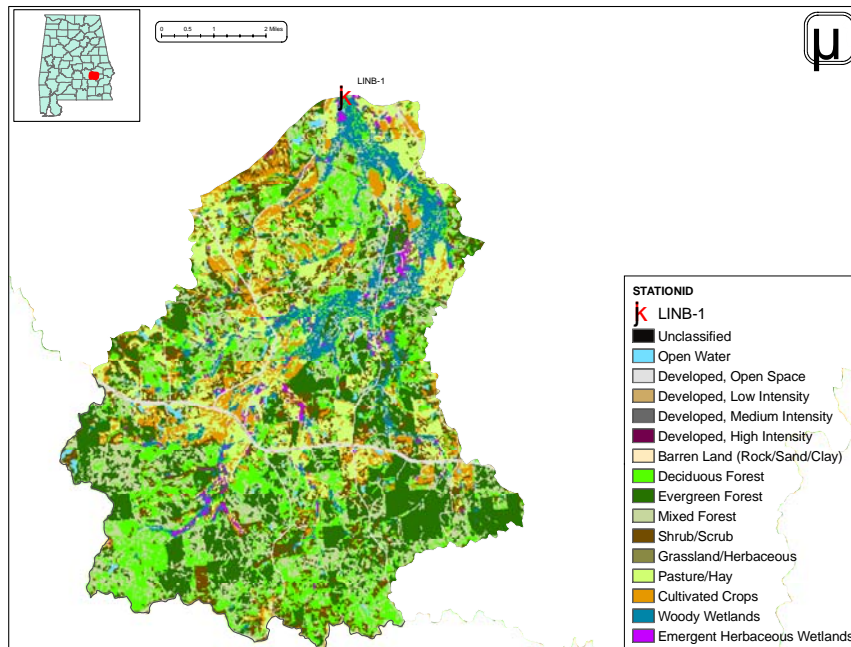 0 0.5 1 2 Miles
µ
LINB-1
jk
STATIONID
jk LINB-1
Unclassified
Open Water
Developed, Open Space
Developed, Low Intensity
Developed, Medium Intensity
Developed, High Intensity
Barren Land (Rock/Sand/Clay)
Deciduous Forest
Evergreen Forest
Mixed Forest
Shrub/Scrub
Grassland/Herbaceous
Pasture/Hay
Cultivated Crops
Woody Wetlands
Emergent Herbaceous Wetlands